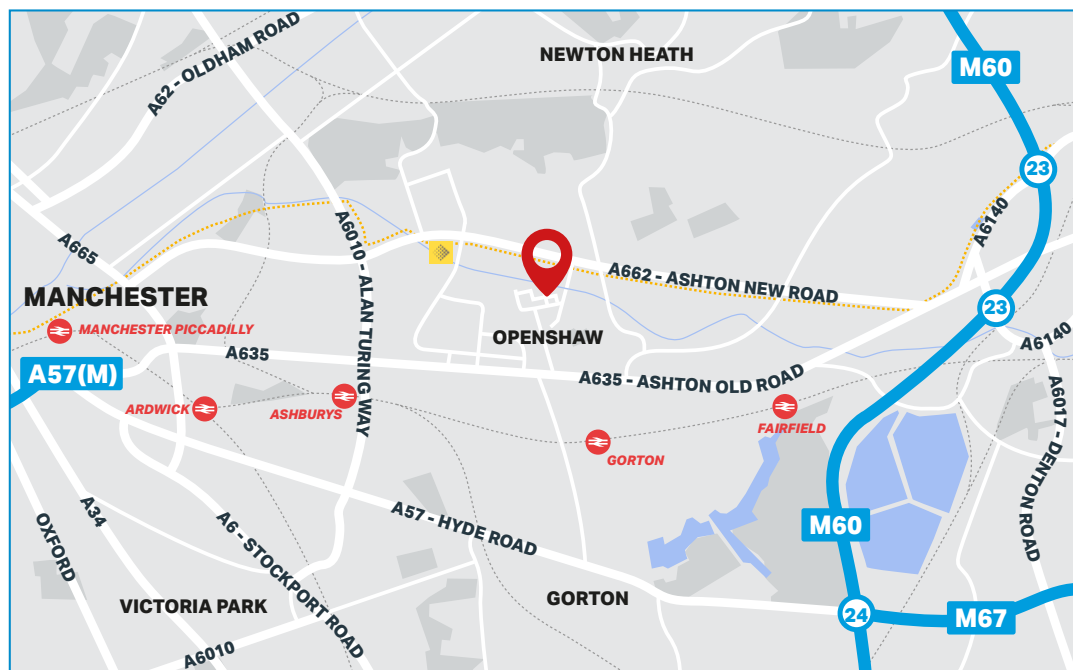 A62 - OLDHAM ROAD
NEWTON HEATH
M60
23
A6140
A665
A6010 - ALAN TURING WAY
A662 - ASHTON NEW ROAD
MANCHESTER
MANCHESTER PICCADILLY
23
OPENSHAW
A6140
A635
A57(M)
A635 - ASHTON OLD ROAD
ARDWICK
ASHBURYS
FAIRFIELD
A6017 - DENTON ROAD
GORTON
A34
A57 - HYDE ROAD
M60
OXFORD
A6 - STOCKPORT ROAD
VICTORIA PARK
GORTON
24
M67
A6010